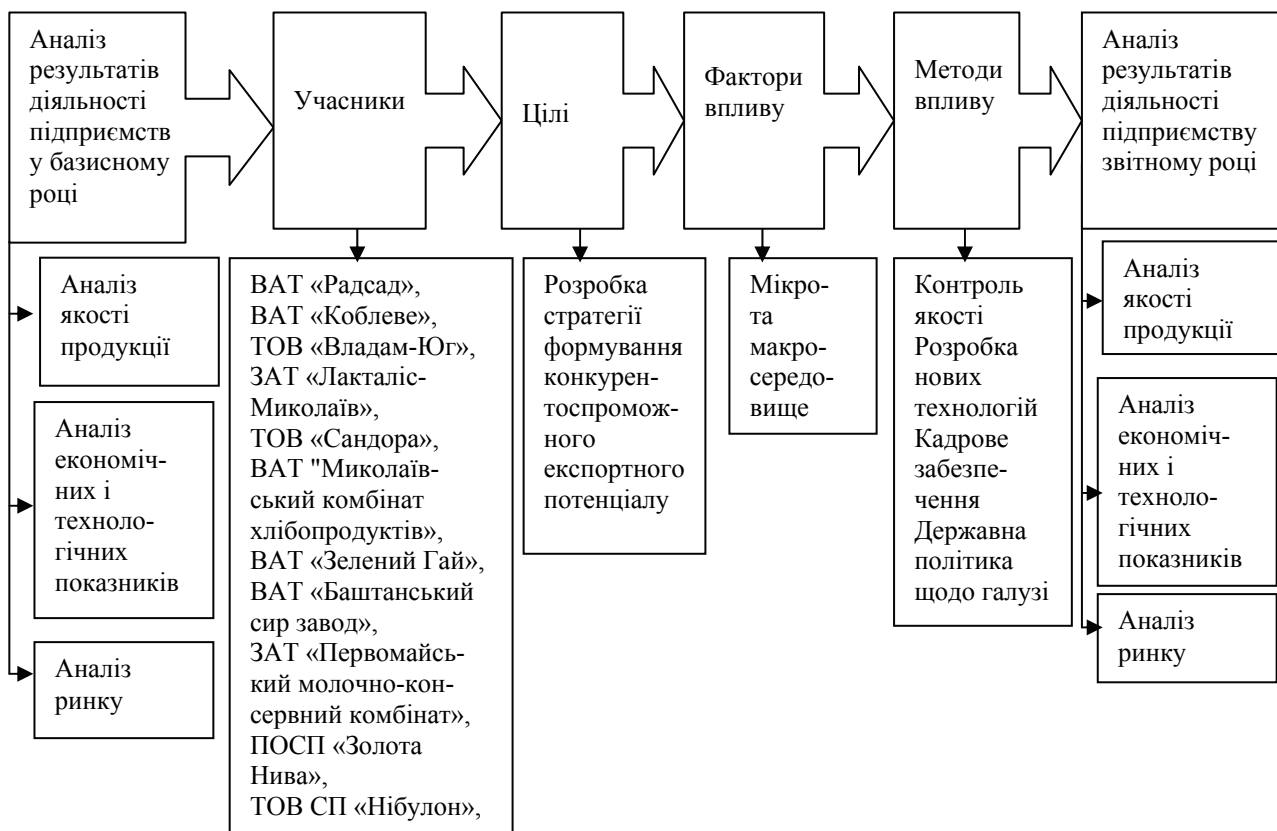 Аналіз
результатів
діяльності
підприємств
у базисному
році
Учасники
Цілі
Фактори
впливу
Методи
впливу
Аналіз
результатів
діяльності
підприємству
звітному році
Аналіз
якості
продукції
Аналіз
економіч-
них і
техноло-
гічних
показників
Аналіз
ринку
ВАТ «Радсад»,
ВАТ «Коблеве»,
ТОВ «Владам-Юг»,
ЗАТ «Лакталіс-
Миколаїв»,
ТОВ «Сандора»,
ВАТ "Миколаїв-
ський комбінат
хлібопродуктів»,
ВАТ «Зелений Гай»,
ВАТ «Баштанський
сир завод»,
ЗАТ «Первомайсь-
кий молочно-кон-
сервний комбінат»,
ПОСП «Золота
Нива»,
ТОВ СП «Нібулон»,
Розробка
стратегії
формування
конкурен-
тоспромож-
ного
експортного
потенціалу
Мікро-
та
макро-
середо-
вище
Контроль
якості
Розробка
нових
технологій
Кадрове
забезпе-
чення
Державна
політика
щодо галузі
Аналіз
якості
продукції
Аналіз
економіч-
них і
техноло-
гічних
показників
Аналіз
ринку